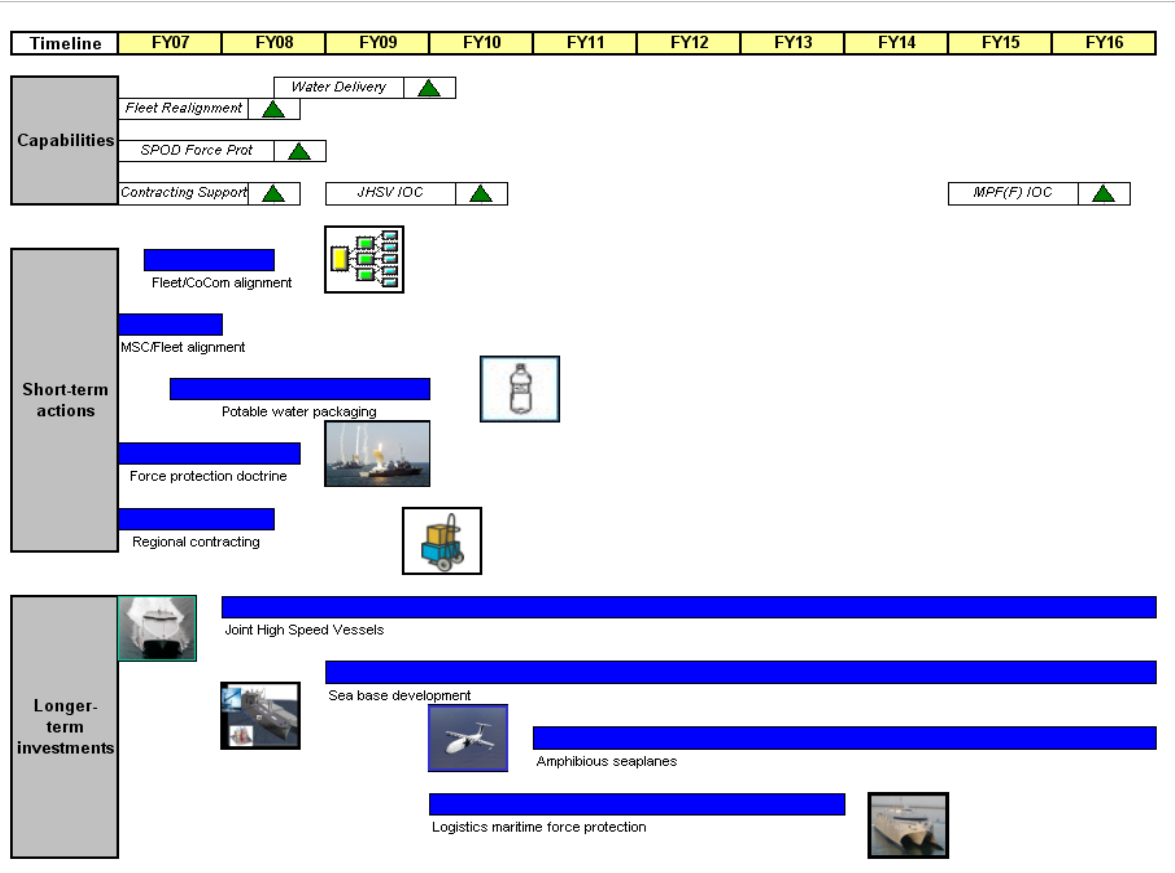 Timeline FY07 FY08 FY09 FY10 FY11 FY12 FY13 FY14 FY15 FY16
Capabilities
Water Delivery
Fleet Realignment
SPOD Force Prot
Contracting Support JHSV IOC MPF(F) IOC
Short-term
actions
Fleet/CoCom alignment
MSC/Fleet alignment
Potable water packaging
Force protection doctrine
Regional contracting
Longer-
term
investments
Joint High Speed Vessels
Sea base development
Amphibious seaplanes
Logistics maritime force protection